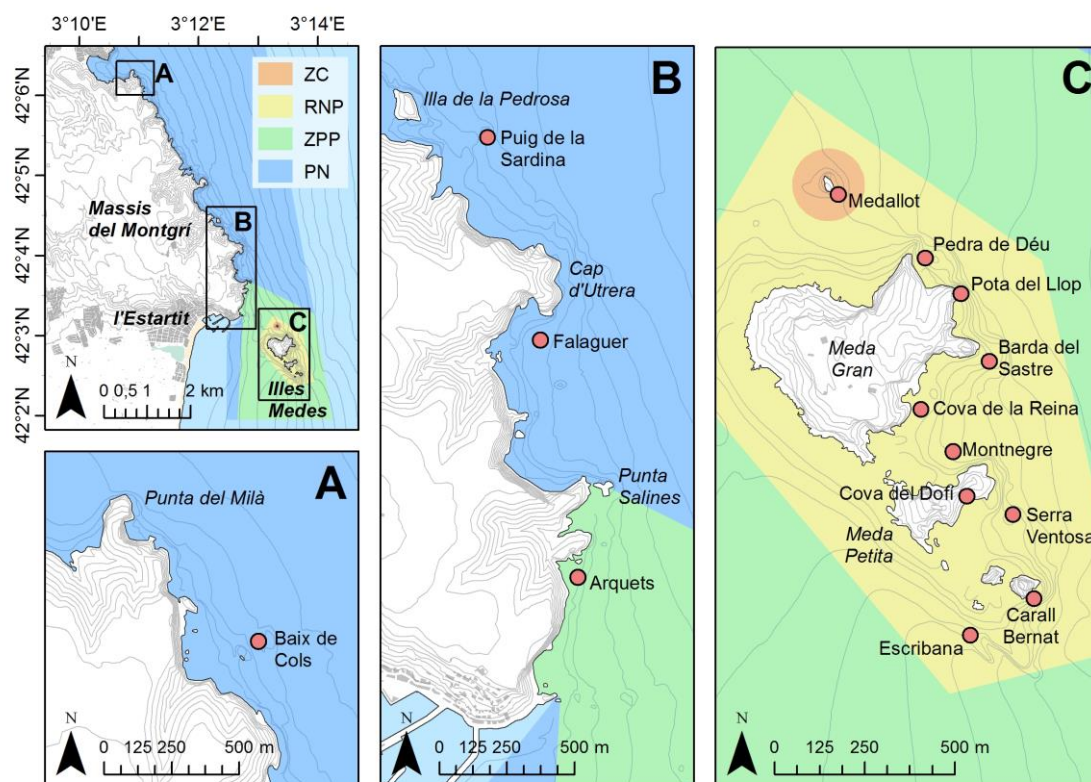 3°10'E
3°12'E
3°14'E
42°6'N
42°5'N
42°4'N
42°3'N
42°2'N
A
ZC
RNP
ZPP
PN
Massis
del Montgrí
B
l'Estartit
C
Illes
Medes
N
0 0,5 1 2 km
A
Punta del Milà
Baix de
Cols
N
0 125 250 500 m
B
Illa de la Pedrosa
Puig de la
Sardina
Cap
d'Utrera
Falaguer
Punta
Salines
Arquets
N
0 125 250 500 m
C
Medallot
Pedra de Déu
Pota del Llop
Meda
Gran
Barda del
Sastre
Cova de la Reina
Montnegre
Cova del Dofí
Meda
Petita
Serra
Ventosa
Carall
Bernat
Escribana
N
0 125 250 500 m